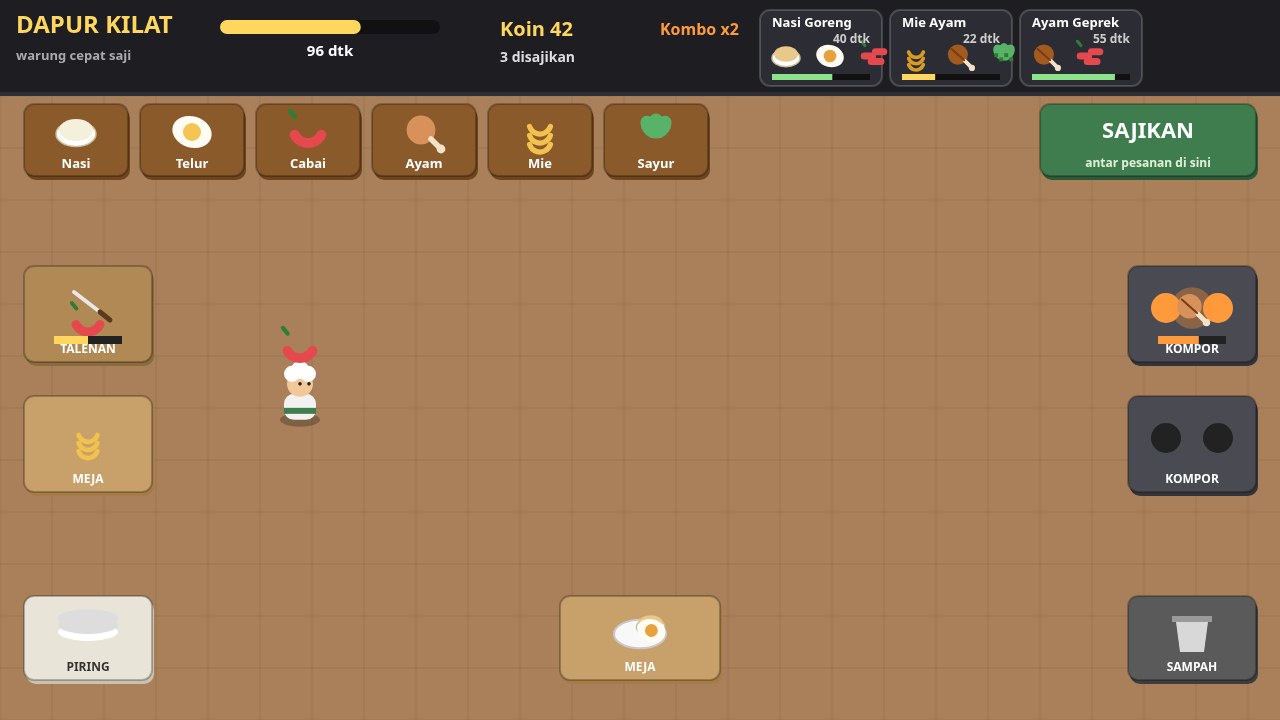 DAPUR KILAT
warung cepat saji
96 dtk
Koin 42
3 disajikan
Kombo x2
Nasi Goreng
40 dtk
Mie Ayam
22 dtk
Ayam Geprek
55 dtk
Nasi
Telur
Cabai
Ayam
Mie
Sayur
SAJIKAN
antar pesanan di sini
TALENAN
KOMPOR
MEJA
KOMPOR
PIRING
MEJA
SAMPAH